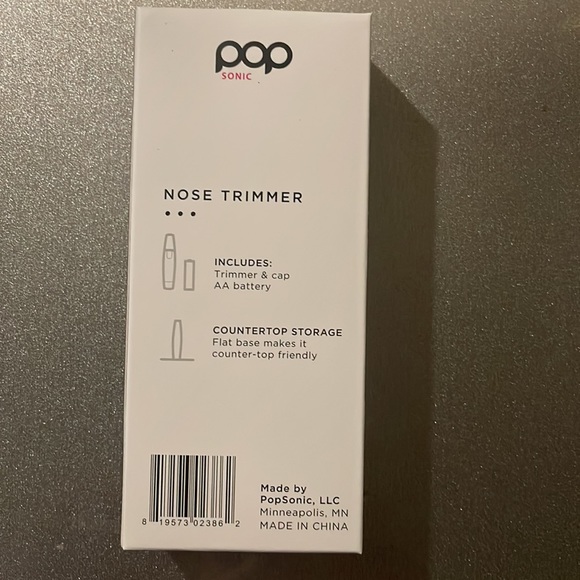 pop
SONIC
NOSE TRIMMER
INCLUDES:
Trimmer & cap
AA battery
COUNTERTOP STORAGE
Flat base makes it
counter-top friendly
8 19573 02386 2
Made by
PopSonic, LLC
Minneapolis, MN
MADE IN CHINA